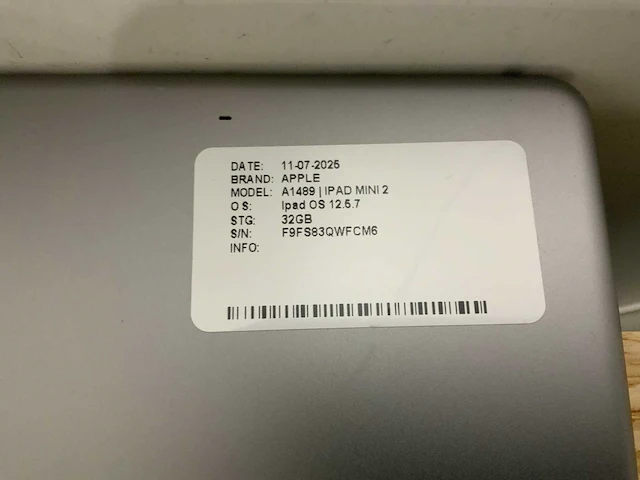 DATE: 11-07-2025
BRAND: APPLE
MODEL: A1489 | IPAD MINI 2
OS: Ipad OS 12.5.7
STG: 32GB
S/N: F9FS83QWFCM6
INFO: